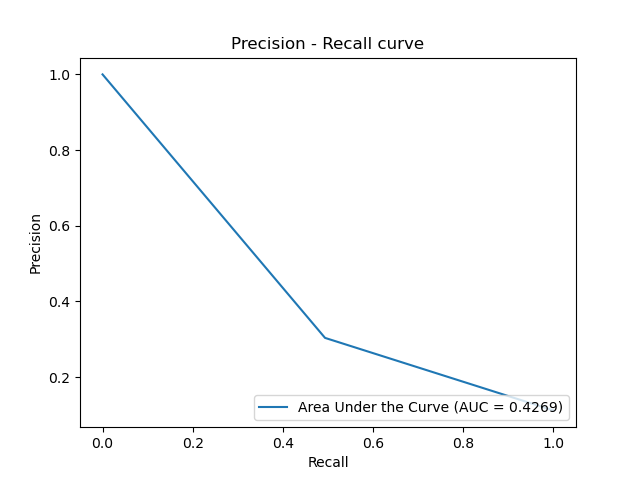 Precision - Recall curve
1.0
0.8
0.6
0.4
0.2
Precision
Area Under the Curve (AUC = 0.4269)
0.0 0.2 0.4 0.6 0.8 1.0
Recall